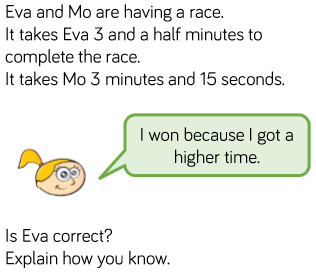 Eva and Mo are having a race.
It takes Eva 3 and a half minutes to
complete the race.
It takes Mo 3 minutes and 15 seconds.
I won because I got a
higher time.
Is Eva correct?
Explain how you know.